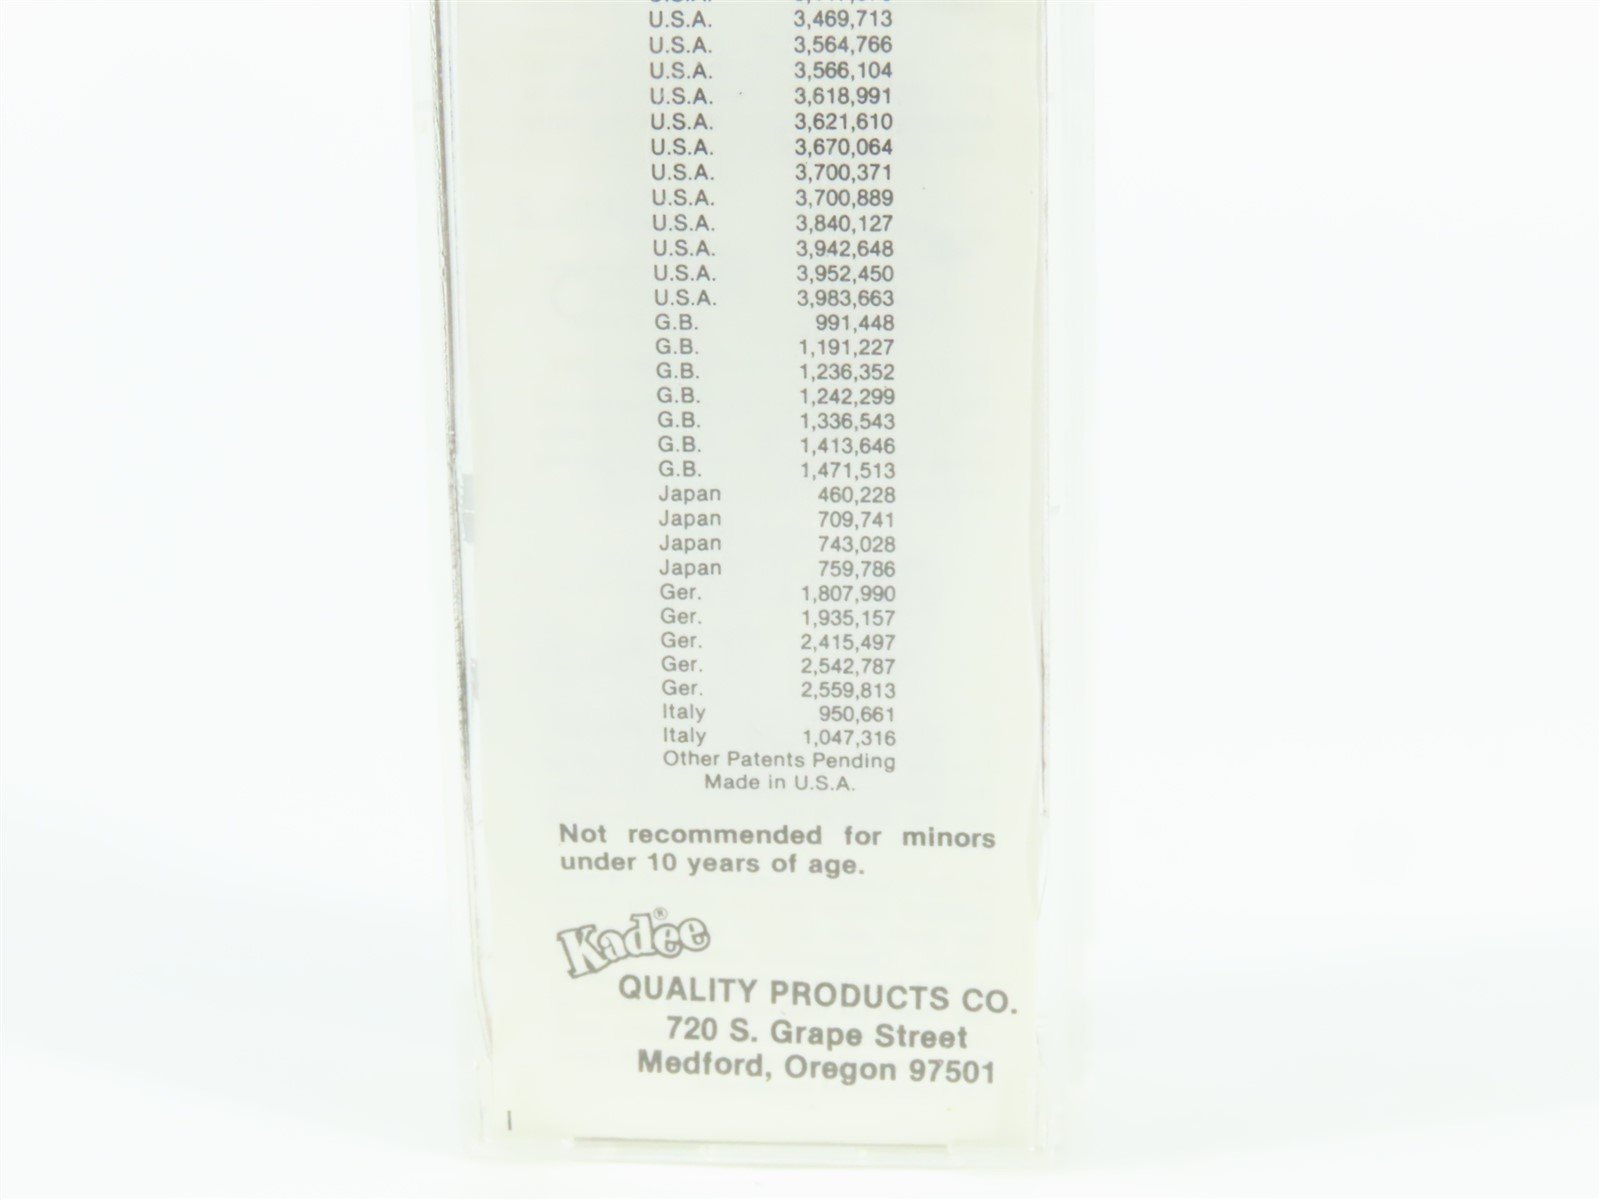 U.S.A. 3,469,713
U.S.A. 3,564,766
U.S.A. 3,566,104
U.S.A. 3,618,991
U.S.A. 3,621,610
U.S.A. 3,670,064
U.S.A. 3,700,371
U.S.A. 3,700,889
U.S.A. 3,840,127
U.S.A. 3,942,648
U.S.A. 3,952,450
U.S.A. 3,983,663
G.B. 991,448
G.B. 1,191,227
G.B. 1,236,352
G.B. 1,242,299
G.B. 1,336,543
G.B. 1,413,646
G.B. 1,471,513
Japan 460,228
Japan 709,741
Japan 743,028
Japan 759,786
Ger. 1,807,990
Ger. 1,935,157
Ger. 2,415,497
Ger. 2,542,787
Ger. 2,559,813
Italy 950,661
Italy 1,047,316
Other Patents Pending
Made in U.S.A.
Not recommended for minors
under 10 years of age.
Kadee®
QUALITY PRODUCTS CO.
720 S. Grape Street
Medford, Oregon 97501